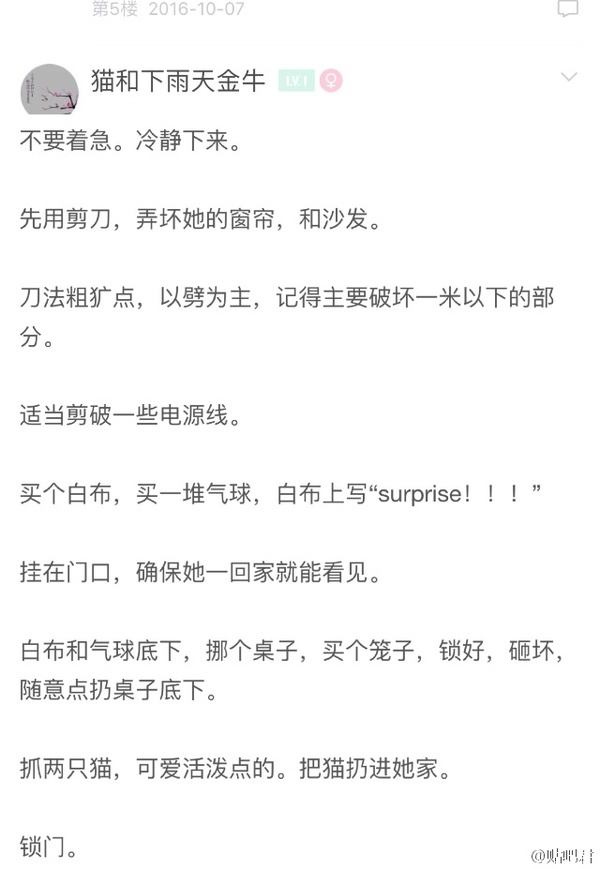 第5楼 2016-10-07
猫和下雨天金牛 LV.1
不要着急。冷静下来。
先用剪刀，弄坏她的窗帘，和沙发。
刀法粗犷点，以劈为主，记得主要破坏一米以下的部
分。
适当剪破一些电源线。
买个白布，买一堆气球，白布上写“surprise！！！”
挂在门口，确保她一回家就能看见。
白布和气球底下，挪个桌子，买个笼子，锁好，砸坏，
随意点扔桌子底下。
抓两只猫，可爱活泼点的。把猫扔进她家。
锁门。
@贴吧君